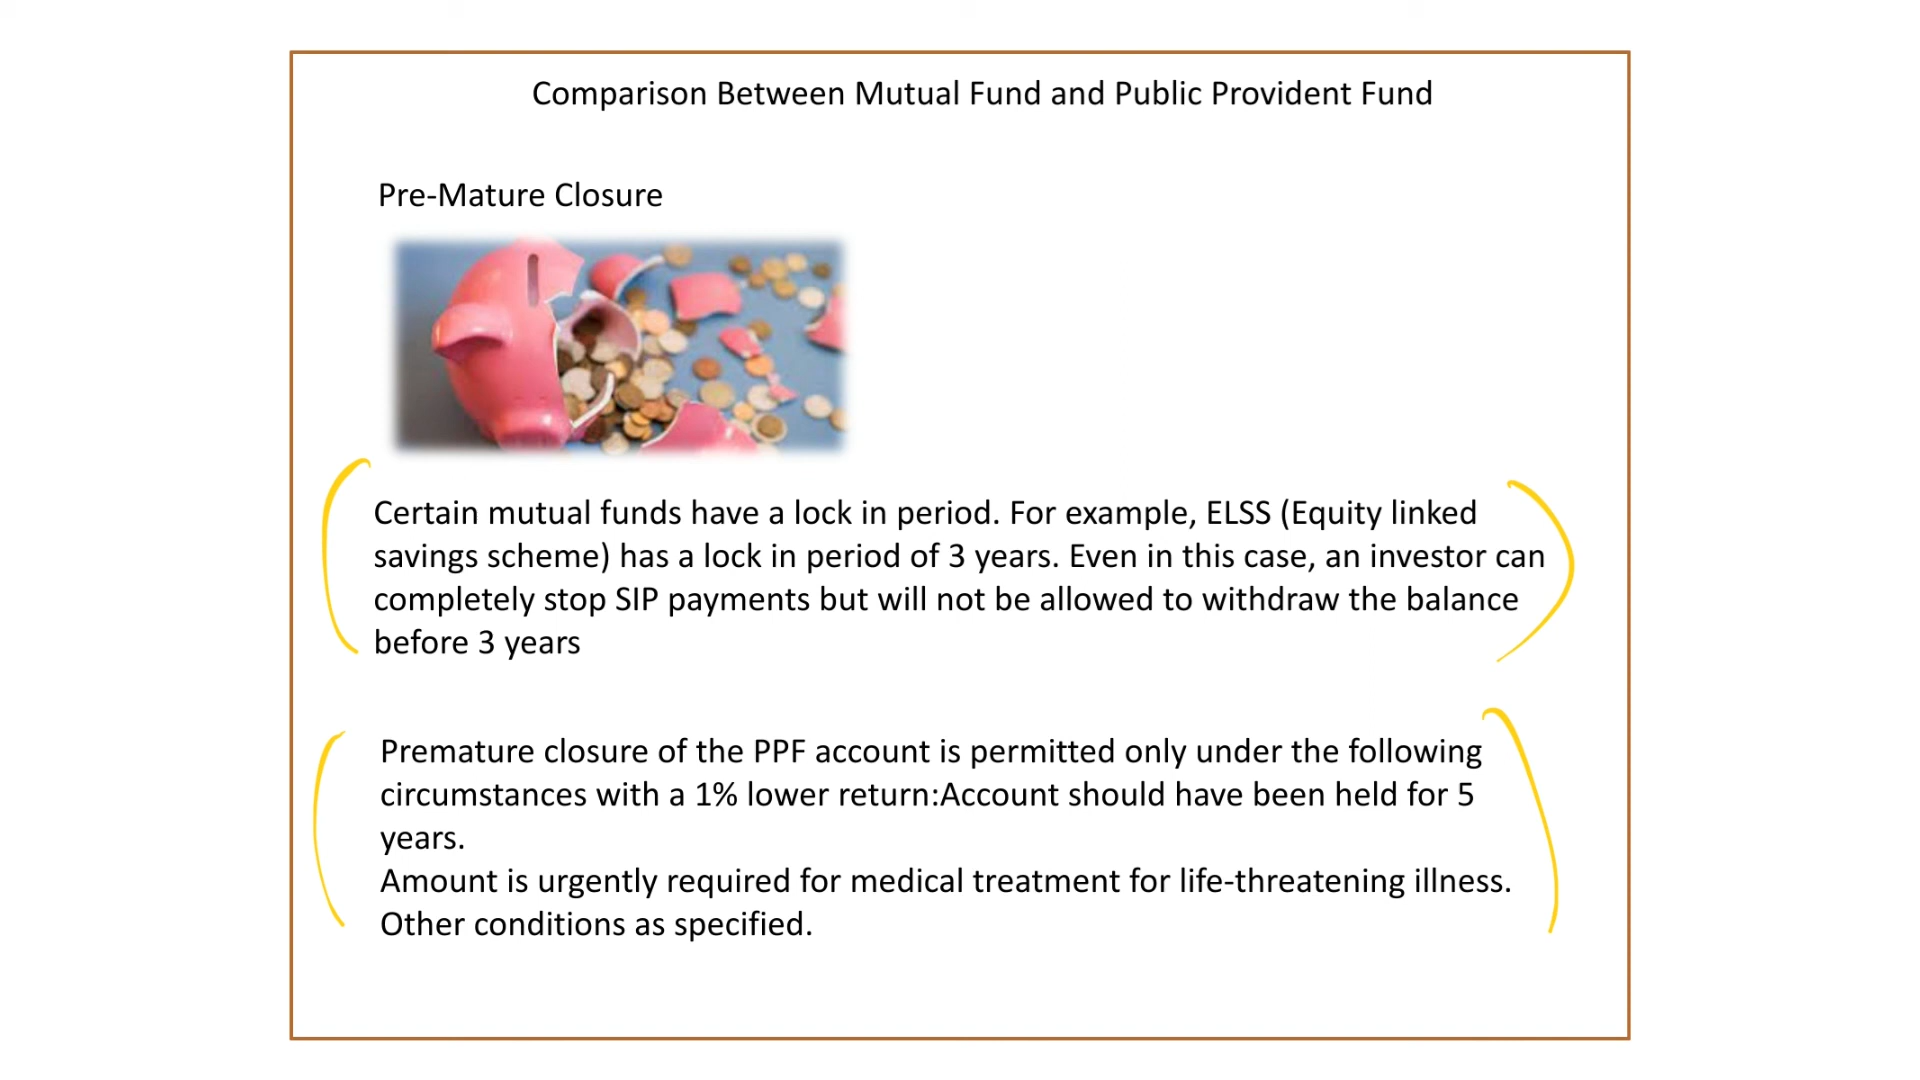 Comparison Between Mutual Fund and Public Provident Fund
Pre-Mature Closure
Certain mutual funds have a lock in period. For example, ELSS (Equity linked
savings scheme) has a lock in period of 3 years. Even in this case, an investor can
completely stop SIP payments but will not be allowed to withdraw the balance
before 3 years
Premature closure of the PPF account is permitted only under the following
circumstances with a 1% lower return:Account should have been held for 5
years.
Amount is urgently required for medical treatment for life-threatening illness.
Other conditions as specified.